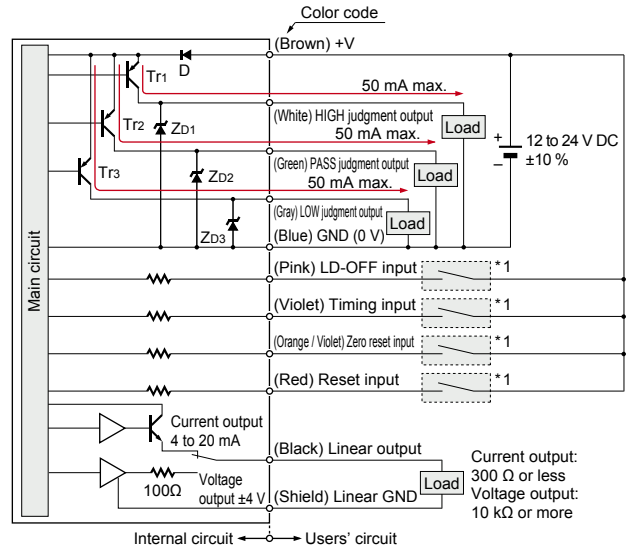 Color code
(Brown) +V
D
Tr1
50 mA max.
(White) HIGH judgment output
Load
Tr2
ZD1
50 mA max.
+
12 to 24 V DC
±10 %
–
(Green) PASS judgment output
Load
Tr3
ZD2
50 mA max.
(Gray) LOW judgment output
Load
ZD3
(Blue) GND (0 V)
Main circuit
(Pink) LD-OFF input
*1
(Violet) Timing input
*1
(Orange / Violet) Zero reset input
*1
(Red) Reset input
*1
Current output
4 to 20 mA
(Black) Linear output
Current output:
300 Ω or less
Voltage output:
10 kΩ or more
Load
100Ω
Voltage
output ±4 V
(Shield) Linear GND
Internal circuit
Users' circuit